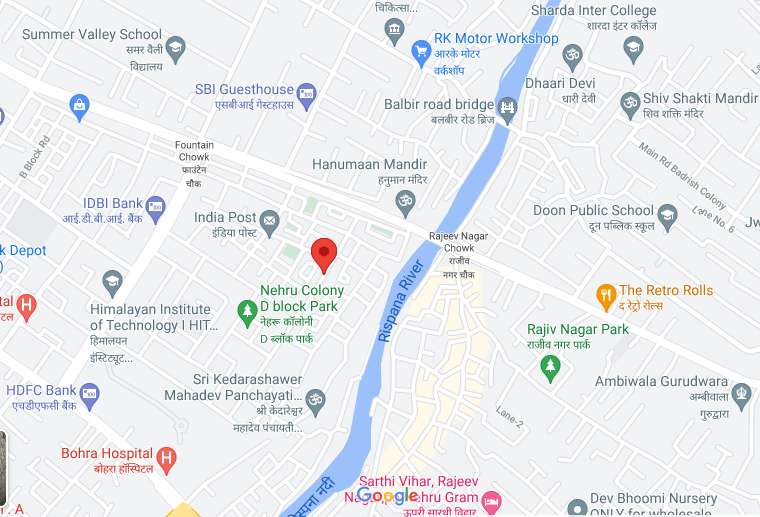 चिकित्सा...
Sharda Inter College
शारदा इंटर कॉलेज
Summer Valley School
समर वैली
विद्यालय
RK Motor Workshop
आरके मोटर
वर्कशॉप
SBI Guesthouse
एसबीआई गेस्टहाउस
Dhaari Devi
धारी देवी
Balbir road bridge
बलबीर रोड ब्रिज
Shiv Shakti Mandir
शिव शक्ति मंदिर
B Block Rd
Fountain
Chowk
फाउंटेन
चौक
Main Rd Badrish Colony
Hanumaan Mandir
हनुमान मंदिर
Lane No. 6
IDBI Bank
आई.डी.बी.आई. बैंक
India Post
इंडिया पोस्ट
Doon Public School
दून पब्लिक स्कूल
Rajeev Nagar
Chowk
राजीव
नगर चौक
Depot
Rispana River
Nehru Colony
D block Park
नेहरू कॉलोनी
D ब्लॉक पार्क
The Retro Rolls
द रेट्रो रोल्स
Himalayan Institute
of Technology I HIT...
हिमालयन
इंस्टिट्यूट...
Rajiv Nagar Park
राजीव नगर पार्क
HDFC Bank
एचडीएफसी बैंक
Sri Kedarashawer
Mahadev Panchayati...
श्री केदारेश्वर
महादेव पंचायती...
Ambiwala Gurudwara
अम्बीवाला
गुरुद्वारा
Lane-2
Bohra Hospital
बोहरा हॉस्पिटल
Sarthi Vihar, Rajeev
Google
ऊपरी सारथी विहार
Dev Bhoomi Nursery
ONLY for wholesale